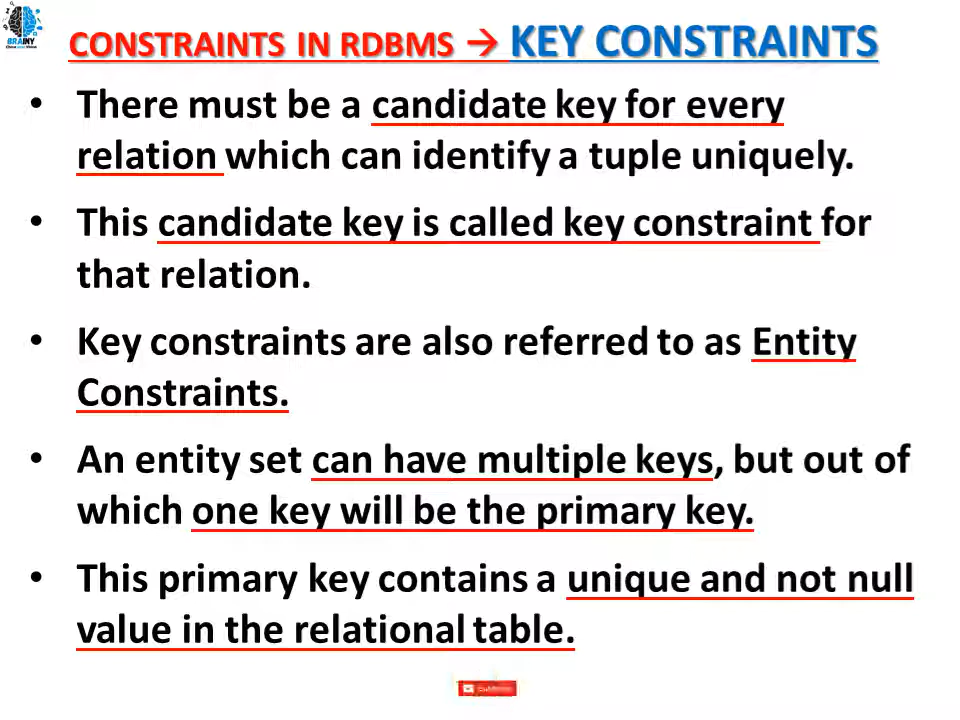 BRAINY
CONSTRAINTS IN RDBMS → KEY CONSTRAINTS
• There must be a candidate key for every
relation which can identify a tuple uniquely.
• This candidate key is called key constraint for
that relation.
• Key constraints are also referred to as Entity
Constraints.
• An entity set can have multiple keys, but out of
which one key will be the primary key.
• This primary key contains a unique and not null
value in the relational table.